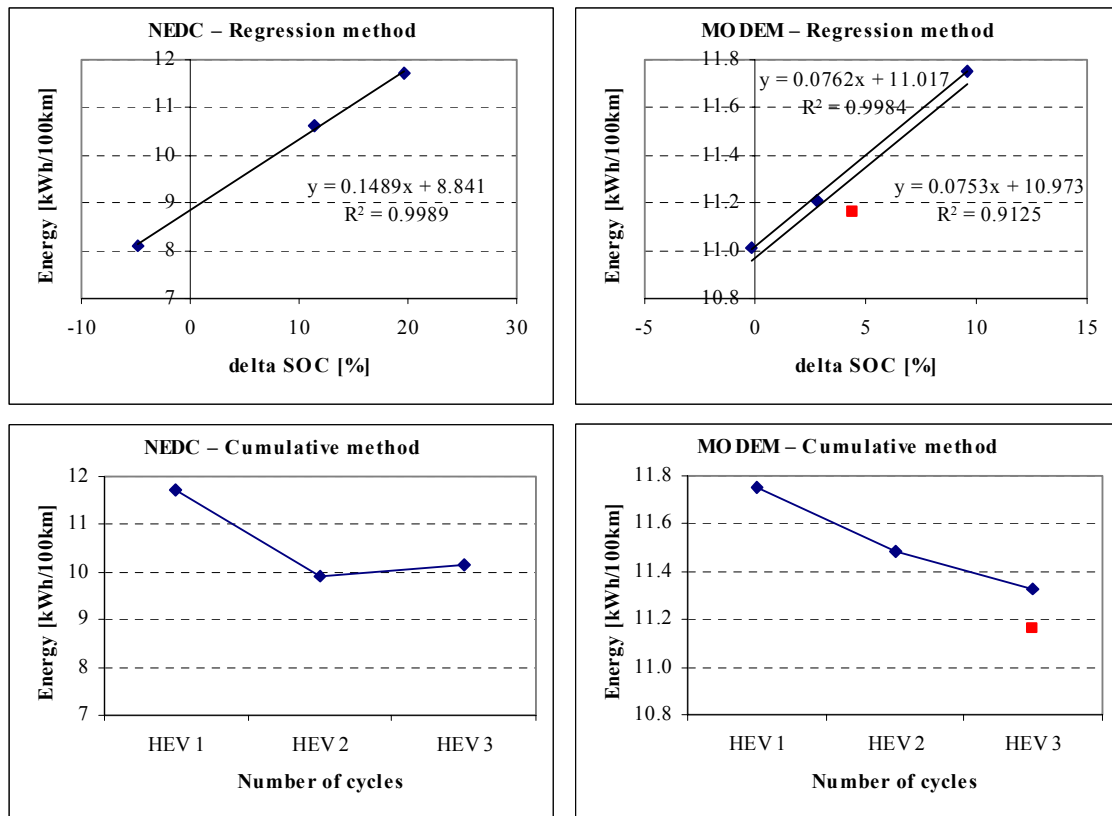 NEDC – Regression method
12
11
10
9
8
7
-10
0
10
20
30
y = 0.1489x + 8.841
R² = 0.9989
Energy [kWh/100km]
delta SOC [%]
MODEM – Regression method
11.8
11.6
11.4
11.2
11.0
10.8
-5
0
5
10
15
y = 0.0762x + 11.017
R² = 0.9984
y = 0.0753x + 10.973
R² = 0.9125
Energy [kWh/100km]
delta SOC [%]
NEDC – Cumulative method
12
11
10
9
8
7
HEV 1
HEV 2
HEV 3
Energy [kWh/100km]
Number of cycles
MODEM – Cumulative method
11.8
11.6
11.4
11.2
11.0
10.8
HEV 1
HEV 2
HEV 3
Energy [kWh/100km]
Number of cycles